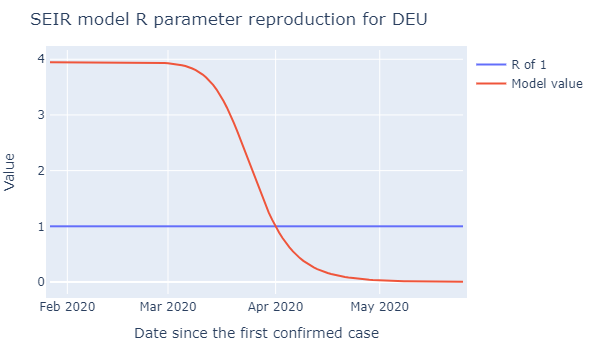 SEIR model R parameter reproduction for DEU
R of 1
Model value
Value
4
3
2
1
0
Feb 2020
Mar 2020
Apr 2020
May 2020
Date since the first confirmed case